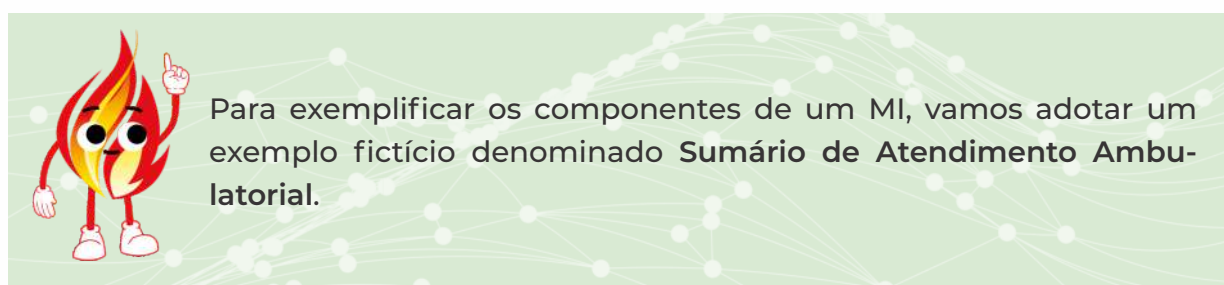 Para exemplificar os componentes de um MI, vamos adotar um
exemplo fictício denominado Sumário de Atendimento Ambu-
latorial.